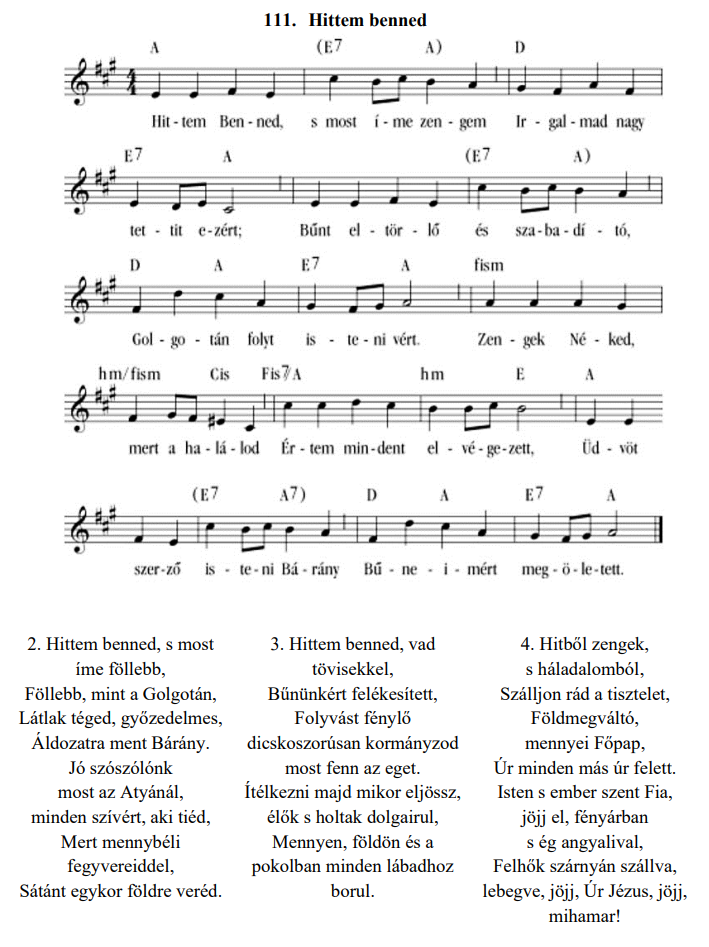 111. Hittem benned
A (E7 A) D
Hit - tem Ben - ned, s most í - me zen - gem Ir - gal - mad nagy
E7 A (E7 A)
tet - tit e - zért; Bűnt el - tör - lő és sza - ba - dí - tó,
D A E7 A fism
Gol - go - tán folyt is - te - ni vért. Zen - gek Né - ked,
hm/fism Cis Fis7/A hm E A
mert a ha - lá - lod Ér - tem min - dent el - vé - ge - zett, Üd - vöt
(E7 A7) D A E7 A
szer - ző is - te - ni Bá - rány Bű - ne - i - mért meg - ö - le - tett.
2. Hittem benned, s most
íme föllebb,
Föllebb, mint a Golgotán,
Látlak téged, győzedelmes,
Áldozatra ment Bárány.
Jó szószólónk
most az Atyánál,
minden szívért, aki tiéd,
Mert mennybéli
fegyvereiddel,
Sátánt egykor földre veréd.
3. Hittem benned, vad
tövisekkel,
Bűnünkért felékesített,
Folyvást fénylő
dicskoszorúsan kormányzod
most fenn az eget.
Ítélkezni majd mikor eljössz,
élők s holtak dolgairul,
Mennyen, földön és a
pokolban minden lábadhoz
borul.
4. Hitből zengek,
s háladalomból,
Szálljon rád a tisztelet,
Földmegváltó,
mennyei Főpap,
Úr minden más úr felett.
Isten s ember szent Fia,
jöjj el, fényárban
s ég angyalival,
Felhők szárnyán szállva,
lebegve, jöjj, Úr Jézus, jöjj,
mihamar!